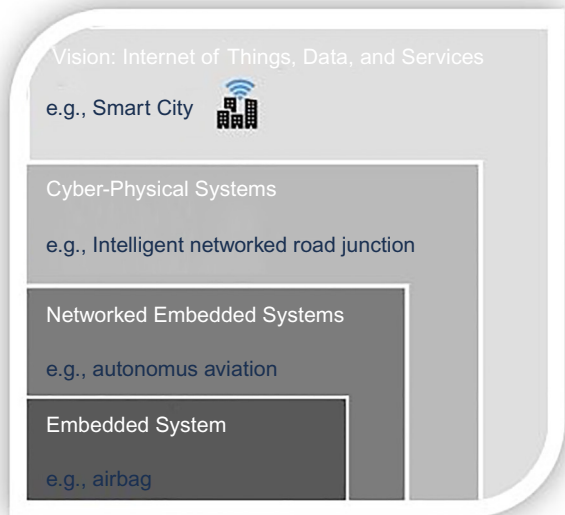 Vision: Internet of Things, Data, and Services
e.g., Smart City
Cyber-Physical Systems
e.g., Intelligent networked road junction
Networked Embedded Systems
e.g., autonomus aviation
Embedded System
e.g., airbag